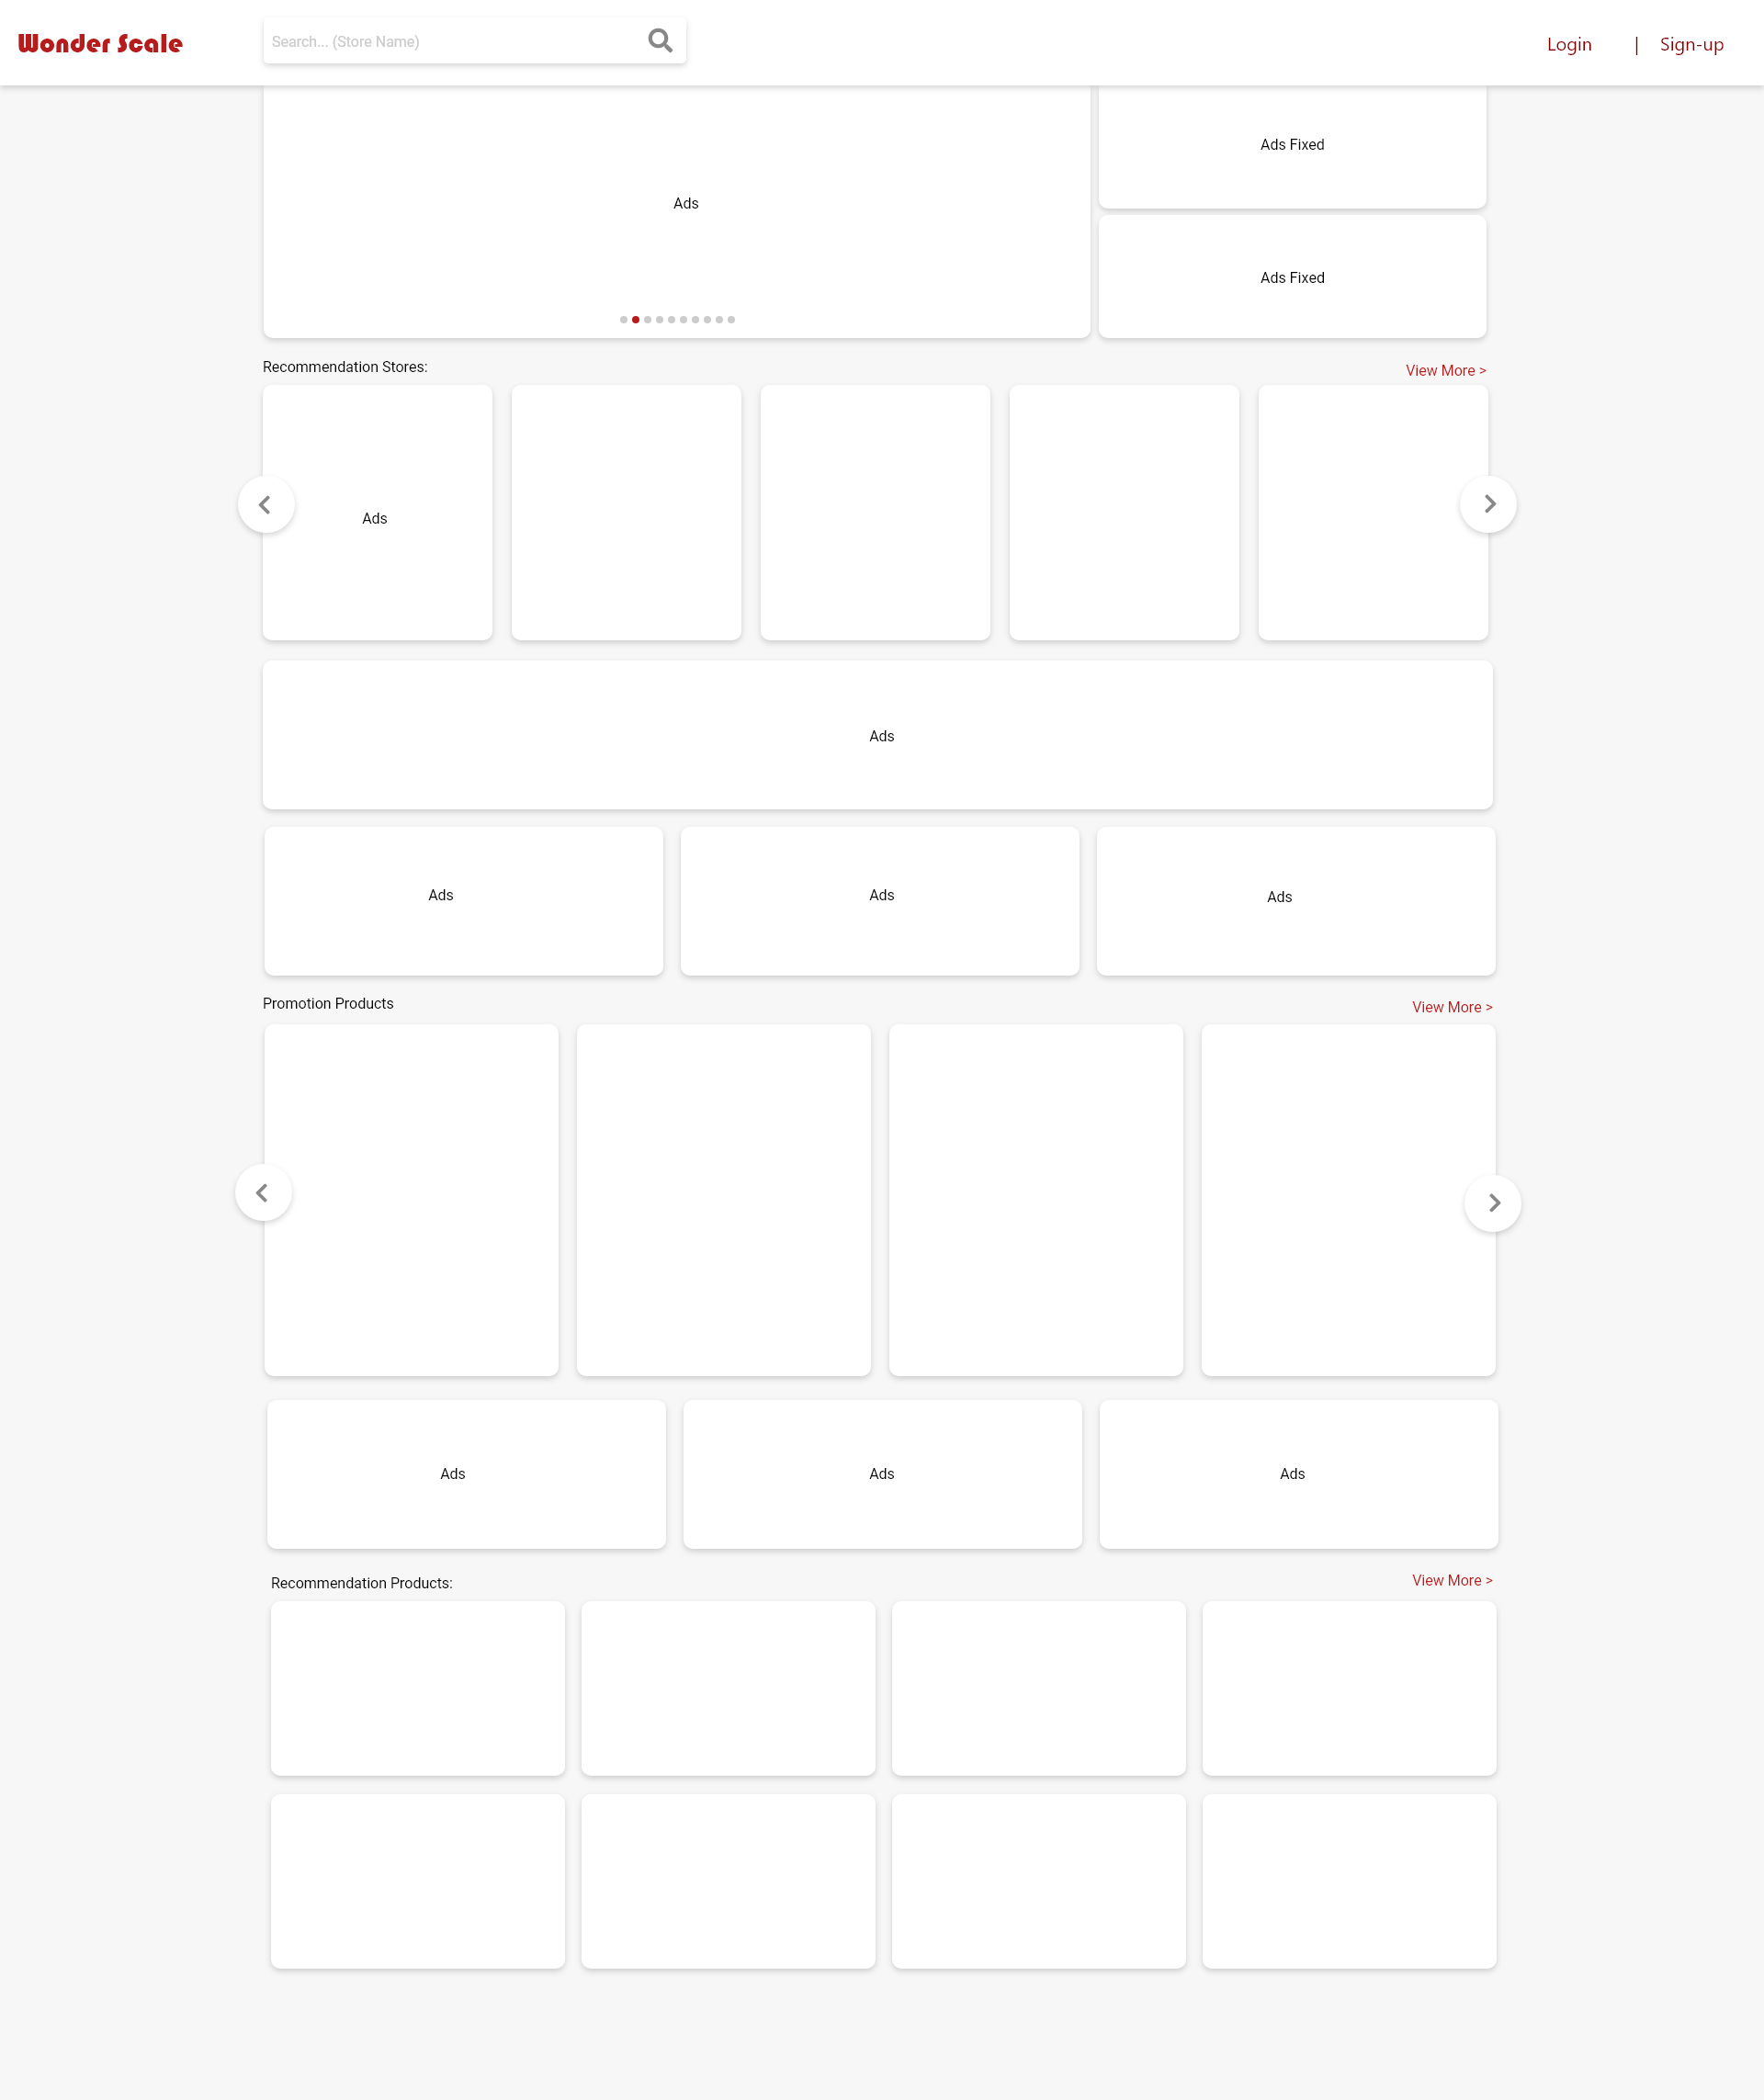 Wonder Scale
Search... (Store Name)
Login | Sign-up
Ads
Ads Fixed
Ads Fixed
Recommendation Stores:
View More >
Ads
Ads
Ads
Ads
Ads
Promotion Products
View More >
Ads
Ads
Ads
Recommendation Products:
View More >